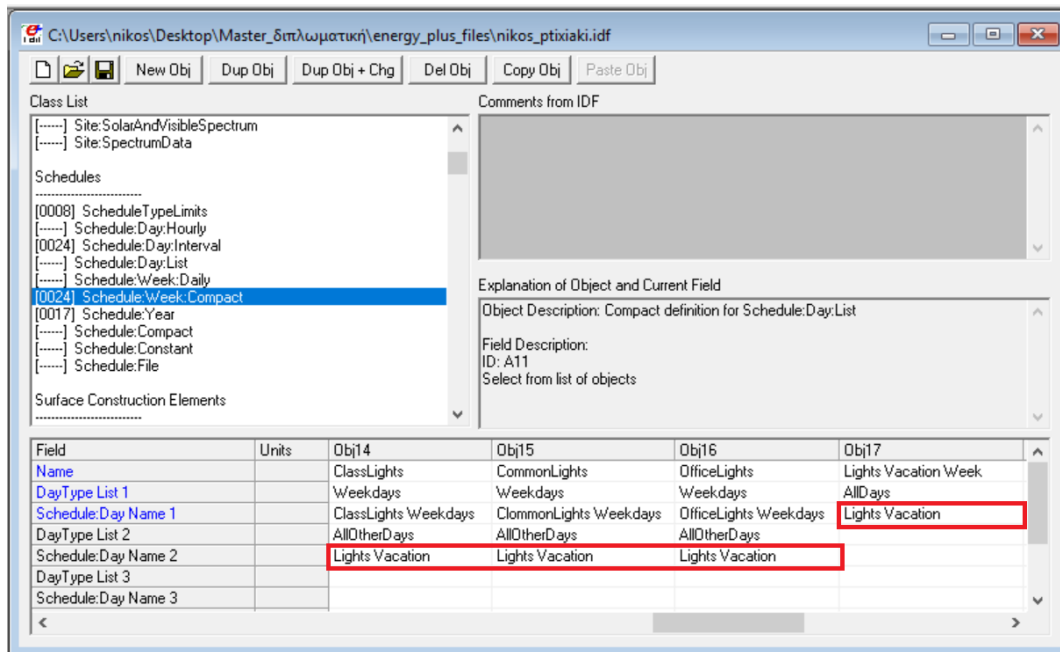 C:\Users\nikos\Desktop\Master_διπλωματική\energy_plus_files\nikos_ptixiaki.idf
New Obj Dup Obj Dup Obj + Chg Del Obj Copy Obj Paste Obj
Class List
Comments from IDF
[------] Site:SolarAndVisibleSpectrum
[------] Site:SpectrumData
Schedules
---------------------------
[0008] ScheduleTypeLimits
[------] Schedule:Day:Hourly
[0024] Schedule:Day:Interval
[------] Schedule:Day:List
[------] Schedule:Week:Daily
[0024] Schedule:Week:Compact
[0017] Schedule:Year
[------] Schedule:Compact
[------] Schedule:Constant
[------] Schedule:File
Surface Construction Elements
---------------------------
Explanation of Object and Current Field
Object Description: Compact definition for Schedule:Day:List
Field Description:
ID: A11
Select from list of objects
Field Units Obj14 Obj15 Obj16 Obj17
Name ClassLights CommonLights OfficeLights Lights Vacation Week
DayType List 1 Weekdays Weekdays Weekdays AllDays
Schedule:Day Name 1 ClassLights Weekdays ClommonLights Weekdays OfficeLights Weekdays Lights Vacation
DayType List 2 AllOtherDays AllOtherDays AllOtherDays
Schedule:Day Name 2 Lights Vacation Lights Vacation Lights Vacation
DayType List 3
Schedule:Day Name 3